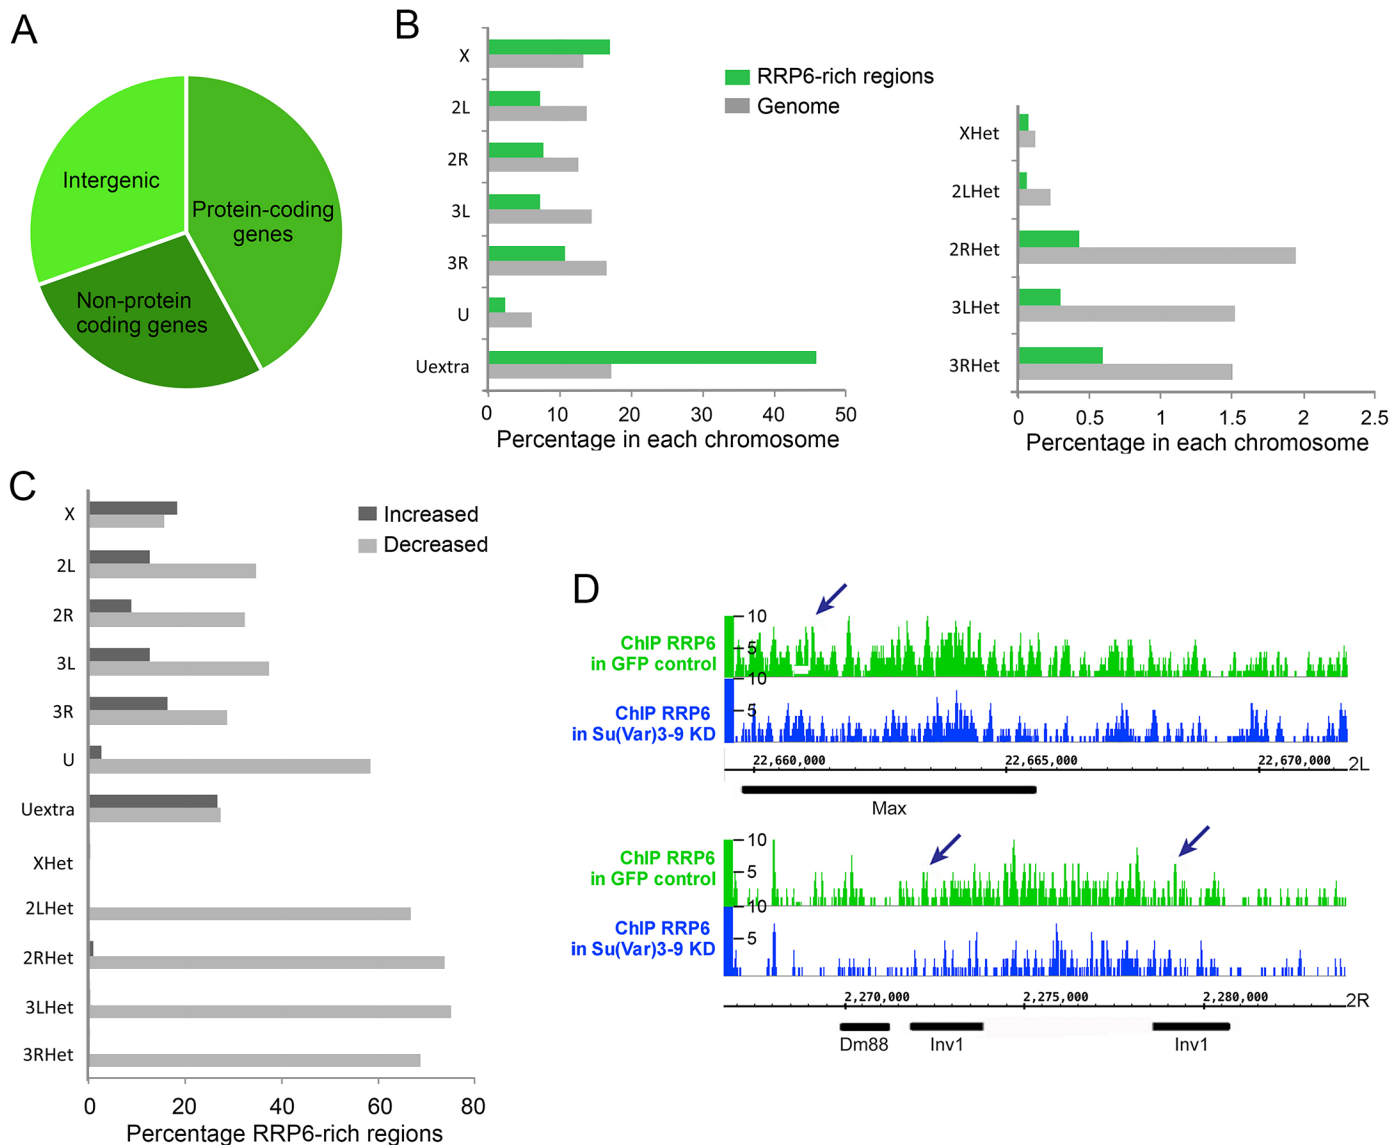 A
Intergenic
Protein-coding
genes
Non-protein
coding genes
B
X
2L
2R
3L
3R
U
Uextra
0 10 20 30 40 50
Percentage in each chromosome
RRP6-rich regions
Genome
XHet
2LHet
2RHet
3LHet
3RHet
0 0.5 1 1.5 2 2.5
Percentage in each chromosome
C
Increased
Decreased
X
2L
2R
3L
3R
U
Uextra
XHet
2LHet
2RHet
3LHet
3RHet
0 20 40 60 80
Percentage RRP6-rich regions
D
ChIP RRP6
in GFP control
10
5
ChIP RRP6
in Su(Var)3-9 KD
10
5
22,660,000 22,665,000 22,670,000 2L
Max
ChIP RRP6
in GFP control
10
5
ChIP RRP6
in Su(Var)3-9 KD
10
5
2,270,000 2,275,000 2,280,000 2R
Dm88 Inv1 Inv1